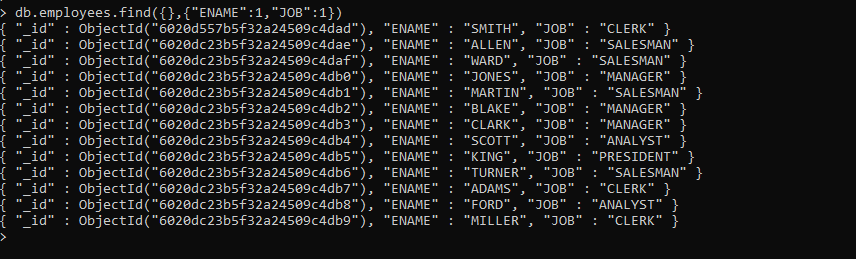 > db.employees.find({},{"ENAME":1,"JOB":1})
{ "_id" : ObjectId("6020d557b5f32a24509c4dad"), "ENAME" : "SMITH", "JOB" : "CLERK" }
{ "_id" : ObjectId("6020dc23b5f32a24509c4dae"), "ENAME" : "ALLEN", "JOB" : "SALESMAN" }
{ "_id" : ObjectId("6020dc23b5f32a24509c4daf"), "ENAME" : "WARD", "JOB" : "SALESMAN" }
{ "_id" : ObjectId("6020dc23b5f32a24509c4db0"), "ENAME" : "JONES", "JOB" : "MANAGER" }
{ "_id" : ObjectId("6020dc23b5f32a24509c4db1"), "ENAME" : "MARTIN", "JOB" : "SALESMAN" }
{ "_id" : ObjectId("6020dc23b5f32a24509c4db2"), "ENAME" : "BLAKE", "JOB" : "MANAGER" }
{ "_id" : ObjectId("6020dc23b5f32a24509c4db3"), "ENAME" : "CLARK", "JOB" : "MANAGER" }
{ "_id" : ObjectId("6020dc23b5f32a24509c4db4"), "ENAME" : "SCOTT", "JOB" : "ANALYST" }
{ "_id" : ObjectId("6020dc23b5f32a24509c4db5"), "ENAME" : "KING", "JOB" : "PRESIDENT" }
{ "_id" : ObjectId("6020dc23b5f32a24509c4db6"), "ENAME" : "TURNER", "JOB" : "SALESMAN" }
{ "_id" : ObjectId("6020dc23b5f32a24509c4db7"), "ENAME" : "ADAMS", "JOB" : "CLERK" }
{ "_id" : ObjectId("6020dc23b5f32a24509c4db8"), "ENAME" : "FORD", "JOB" : "ANALYST" }
{ "_id" : ObjectId("6020dc23b5f32a24509c4db9"), "ENAME" : "MILLER", "JOB" : "CLERK" }
>